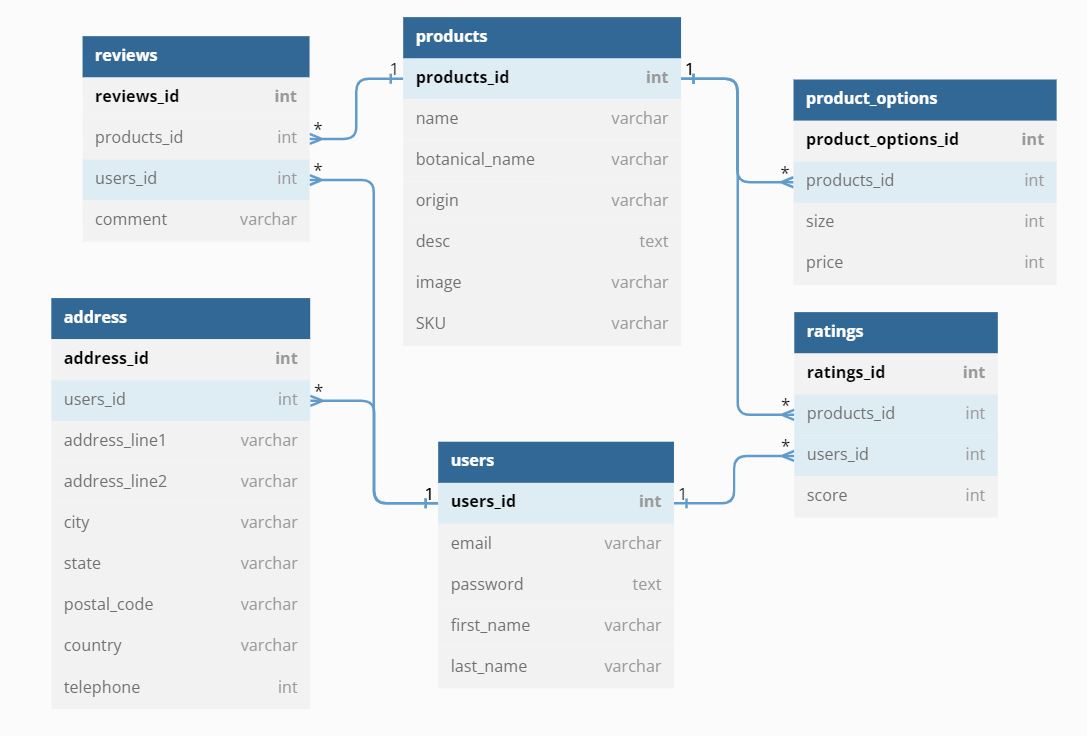 reviews
reviews_id int
products_id int
users_id int
comment varchar
products
products_id int
name varchar
botanical_name varchar
origin varchar
desc text
image varchar
SKU varchar
product_options
product_options_id int
products_id int
size int
price int
address
address_id int
users_id int
address_line1 varchar
address_line2 varchar
city varchar
state varchar
postal_code varchar
country varchar
telephone int
users
users_id int
email varchar
password text
first_name varchar
last_name varchar
ratings
ratings_id int
products_id int
users_id int
score int
1
*
*
*
1
1
*
*
*
1